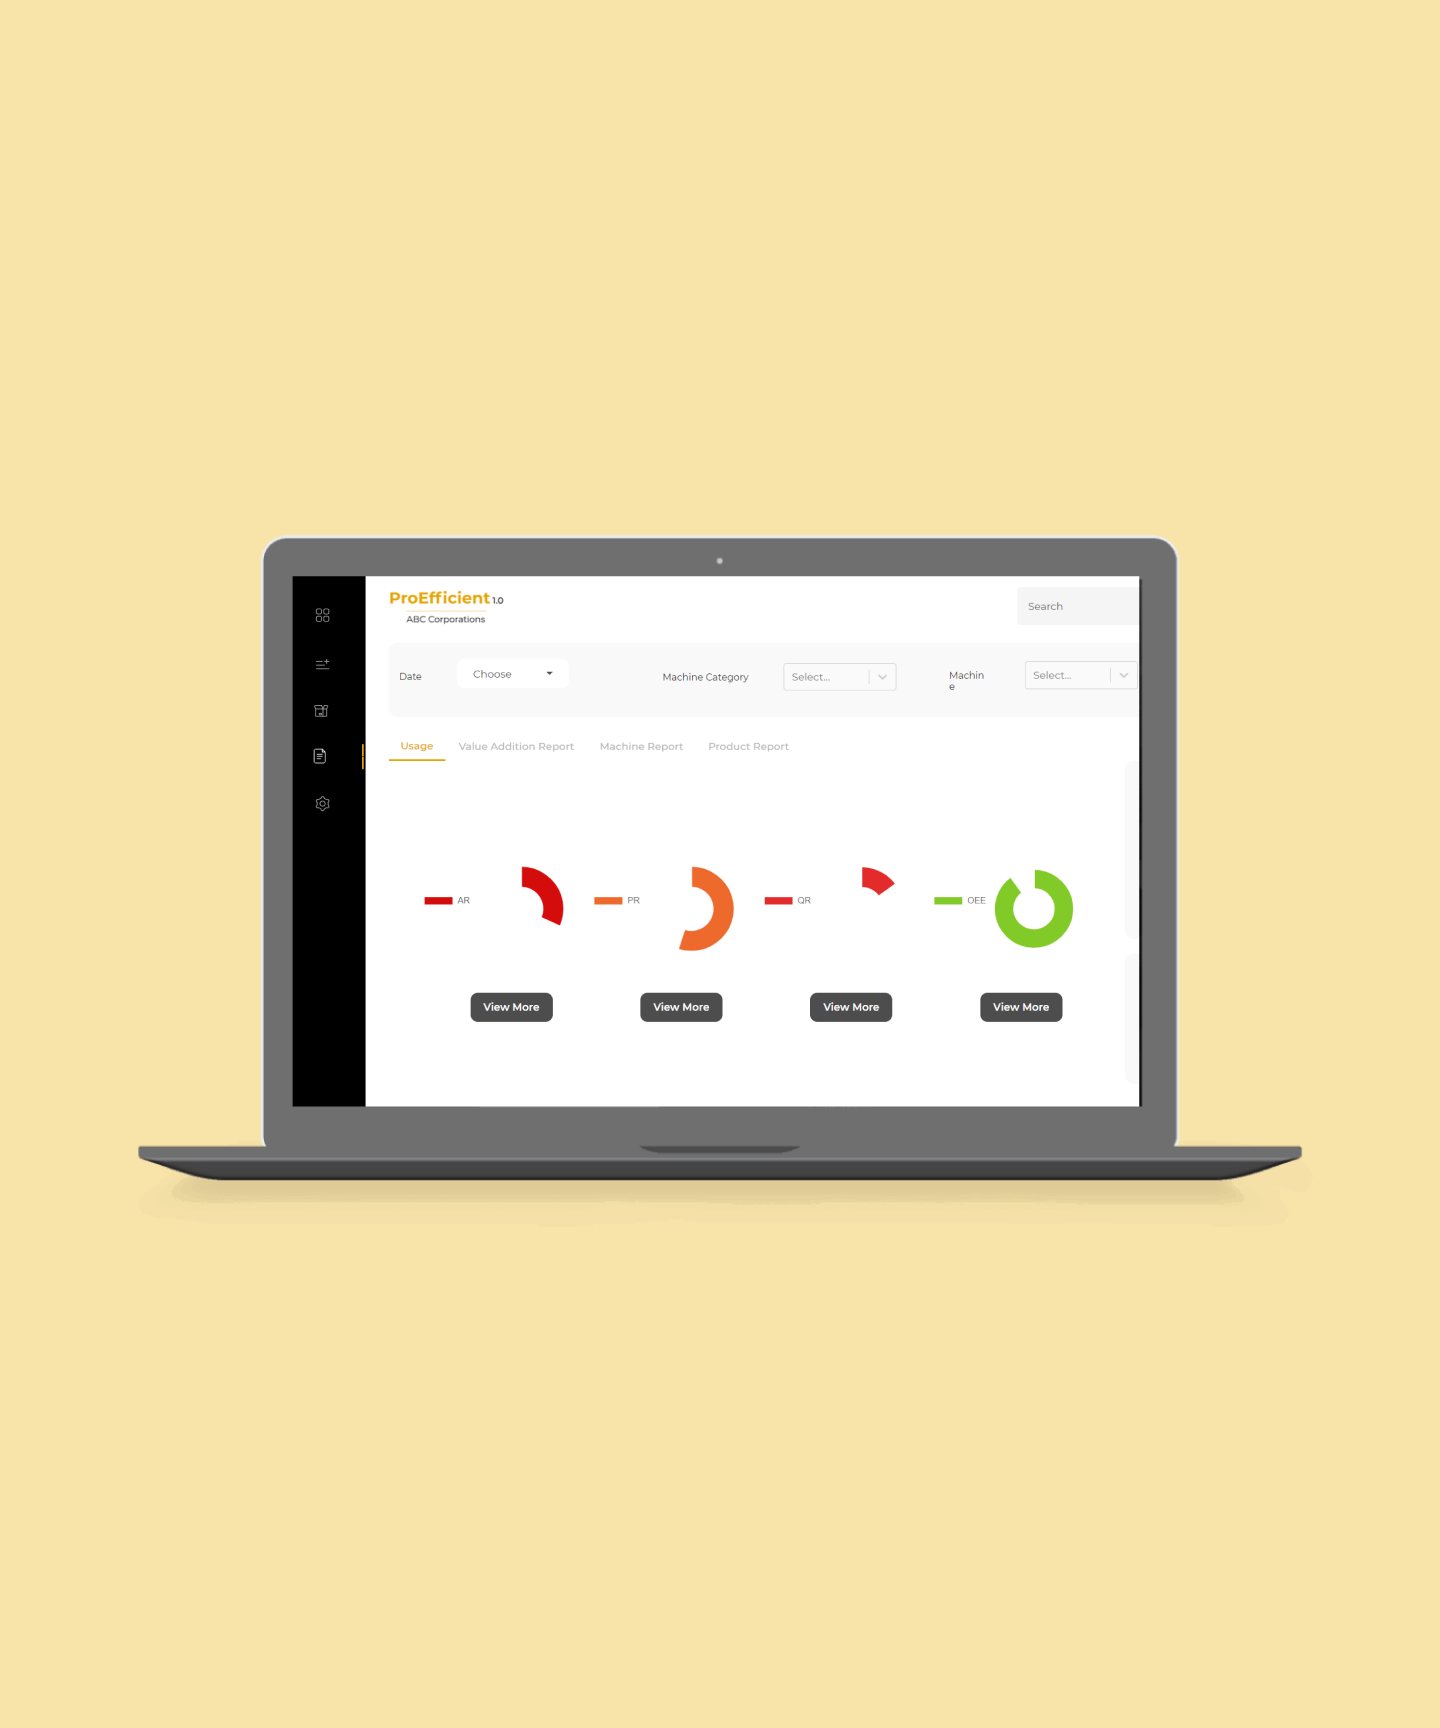 ProEfficient 1.0
ABC Corporations
Search
Date
Choose
Machine Category
Select...
Machin
e
Select...
Usage
Value Addition Report
Machine Report
Product Report
AR
PR
QR
OEE
View More
View More
View More
View More